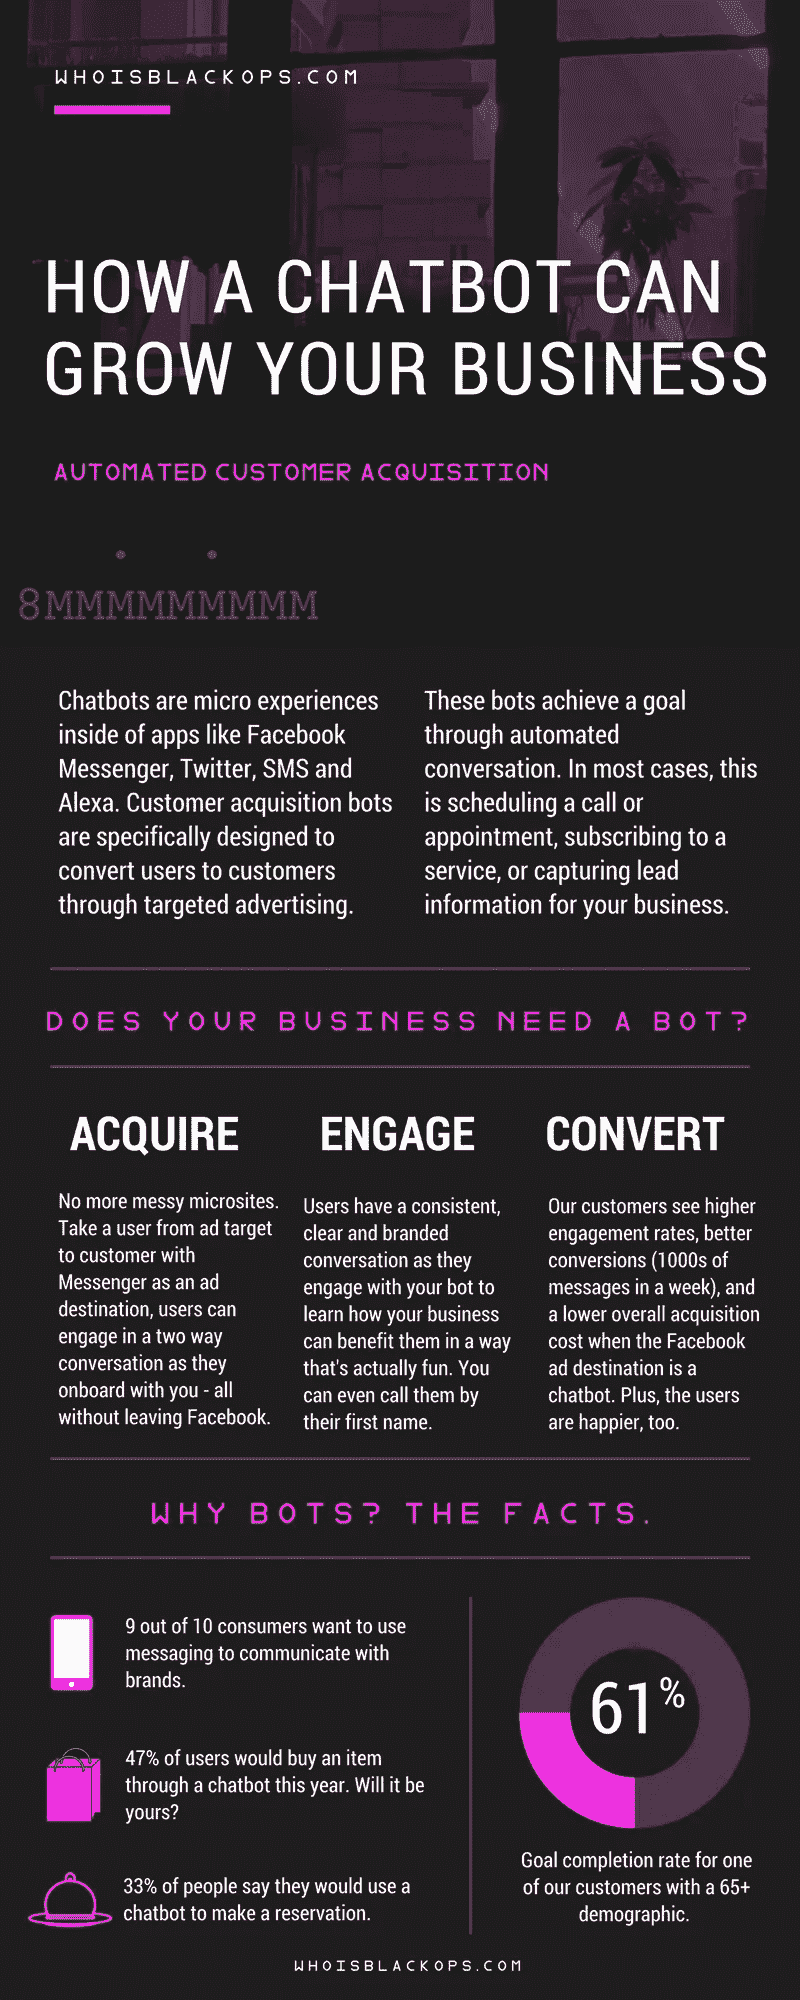 WHOISBLACKOPS.COM
HOW A CHATBOT CAN
GROW YOUR BUSINESS
AUTOMATED CUSTOMER ACQUISITION
8MMMMMMMMM
Chatbots are micro experiences
inside of apps like Facebook
Messenger, Twitter, SMS and
Alexa. Customer acquisition bots
are specifically designed to
convert users to customers
through targeted advertising.
These bots achieve a goal
through automated
conversation. In most cases, this
is scheduling a call or
appointment, subscribing to a
service, or capturing lead
information for your business.
DOES YOUR BUSINESS NEED A BOT?
ACQUIRE
No more messy microsites.
Take a user from ad target
to customer with
Messenger as an ad
destination, users can
engage in a two way
conversation as they
onboard with you - all
without leaving Facebook.
ENGAGE
Users have a consistent,
clear and branded
conversation as they
engage with your bot to
learn how your business
can benefit them in a way
that's actually fun. You
can even call them by
their first name.
CONVERT
Our customers see higher
engagement rates, better
conversions (1000s of
messages in a week), and
a lower overall acquisition
cost when the Facebook
ad destination is a
chatbot. Plus, the users
are happier, too.
WHY BOTS? THE FACTS.
9 out of 10 consumers want to use
messaging to communicate with
brands.
47% of users would buy an item
through a chatbot this year. Will it be
yours?
33% of people say they would use a
chatbot to make a reservation.
61%
Goal completion rate for one
of our customers with a 65+
demographic.
WHOISBLACKOPS.COM